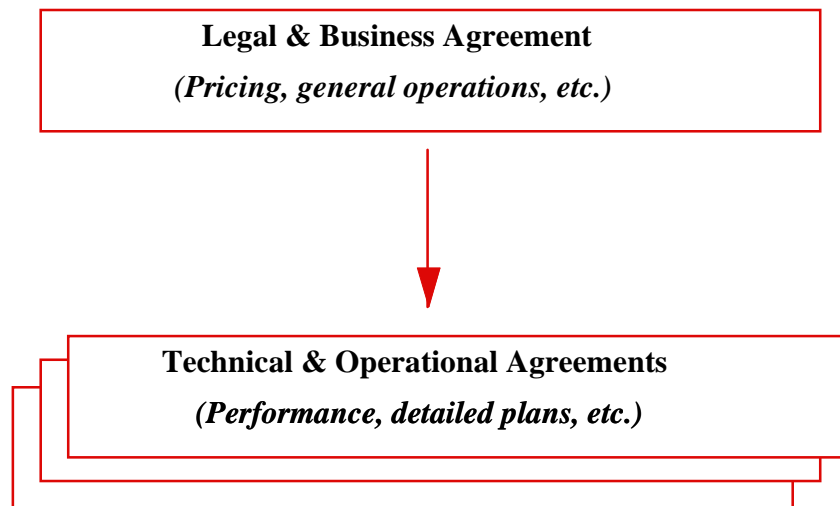 Legal & Business Agreement
(Pricing, general operations, etc.)
Technical & Operational Agreements
(Performance, detailed plans, etc.)